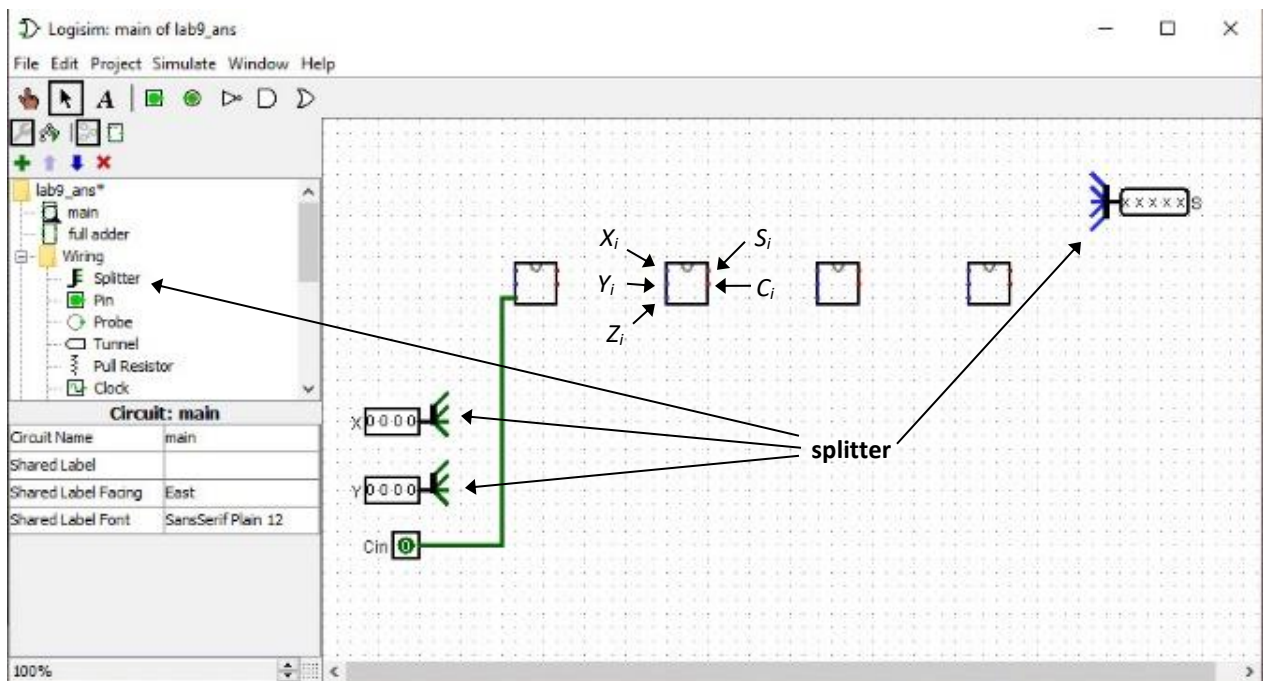 Logisim: main of lab9_ans
File Edit Project Simulate Window Help
A
lab9_ans*
main
full adder
Wiring
Splitter
Pin
Probe
Tunnel
Pull Resistor
Clock
Circuit: main
Circuit Name main
Shared Label
Shared Label Facing East
Shared Label Font SansSerif Plain 12
100%
x x x x x S
Xi Si
Yi Ci
Zi
X 0 0 0 0
splitter
Y 0 0 0 0
Cin 0